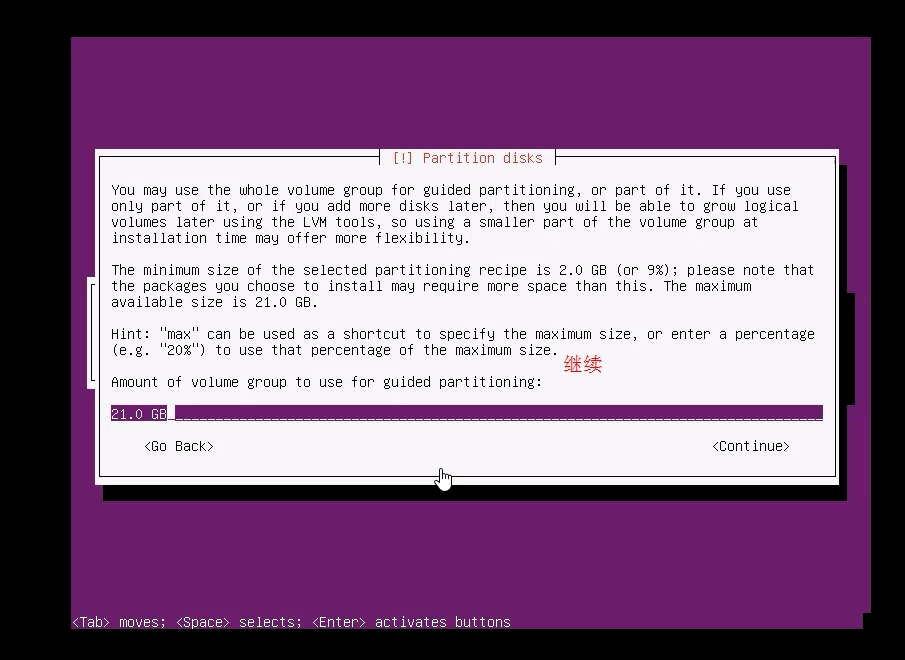 [!] Partition disks
You may use the whole volume group for guided partitioning, or part of it. If you use
only part of it, or if you add more disks later, then you will be able to grow logical
volumes later using the LVM tools, so using a smaller part of the volume group at
installation time may offer more flexibility.
The minimum size of the selected partitioning recipe is 2.0 GB (or 9%); please note that
the packages you choose to install may require more space than this. The maximum
available size is 21.0 GB.
Hint: "max" can be used as a shortcut to specify the maximum size, or enter a percentage
(e.g. "20%") to use that percentage of the maximum size.
继续
Amount of volume group to use for guided partitioning:
21.0 GB
<Go Back> <Continue>
<Tab> moves; <Space> selects; <Enter> activates buttons